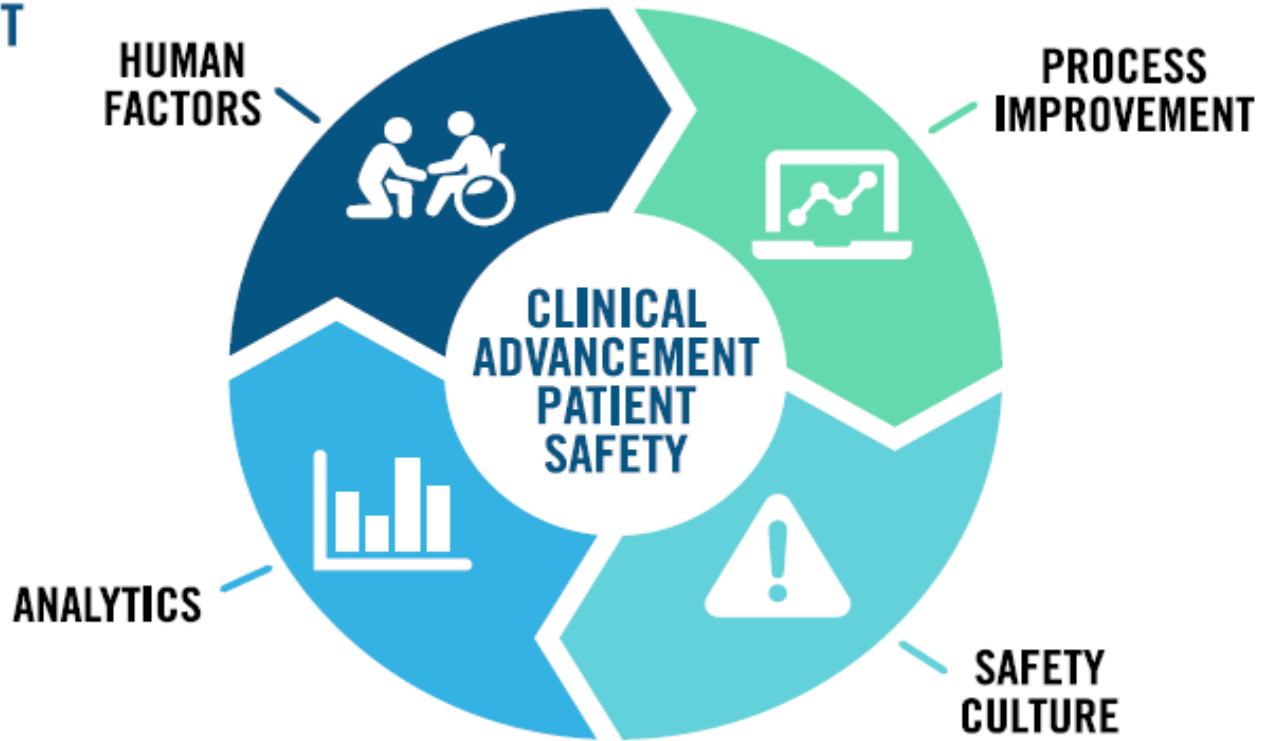 T
HUMAN
FACTORS
PROCESS
IMPROVEMENT
CLINICAL
ADVANCEMENT
PATIENT
SAFETY
ANALYTICS
SAFETY
CULTURE